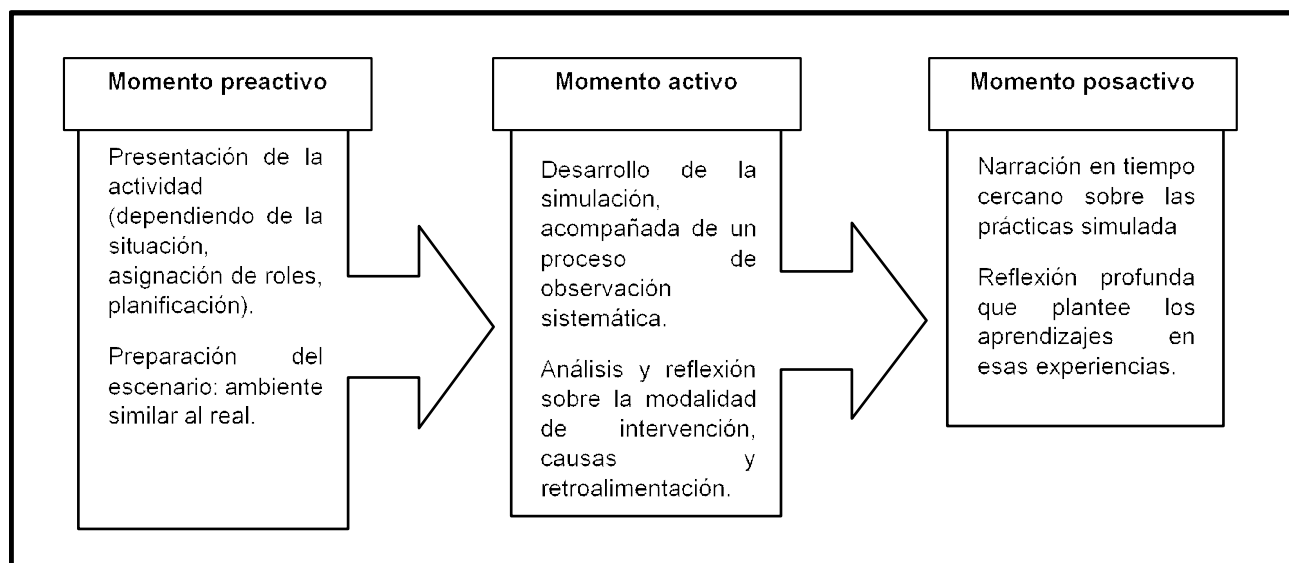 Momento preactivo
Presentación de la
actividad
(dependiendo de la
situación,
asignación de roles,
planificación).
Preparación del
escenario: ambiente
similar al real.
Momento activo
Desarrollo de la
simulación,
acompañada de un
proceso de
observación
sistemática.
Análisis y reflexión
sobre la modalidad
de intervención,
causas y
retroalimentación.
Momento posactivo
Narración en tiempo
cercano sobre las
prácticas simulada
Reflexión profunda
que plantee los
aprendizajes en
esas experiencias.